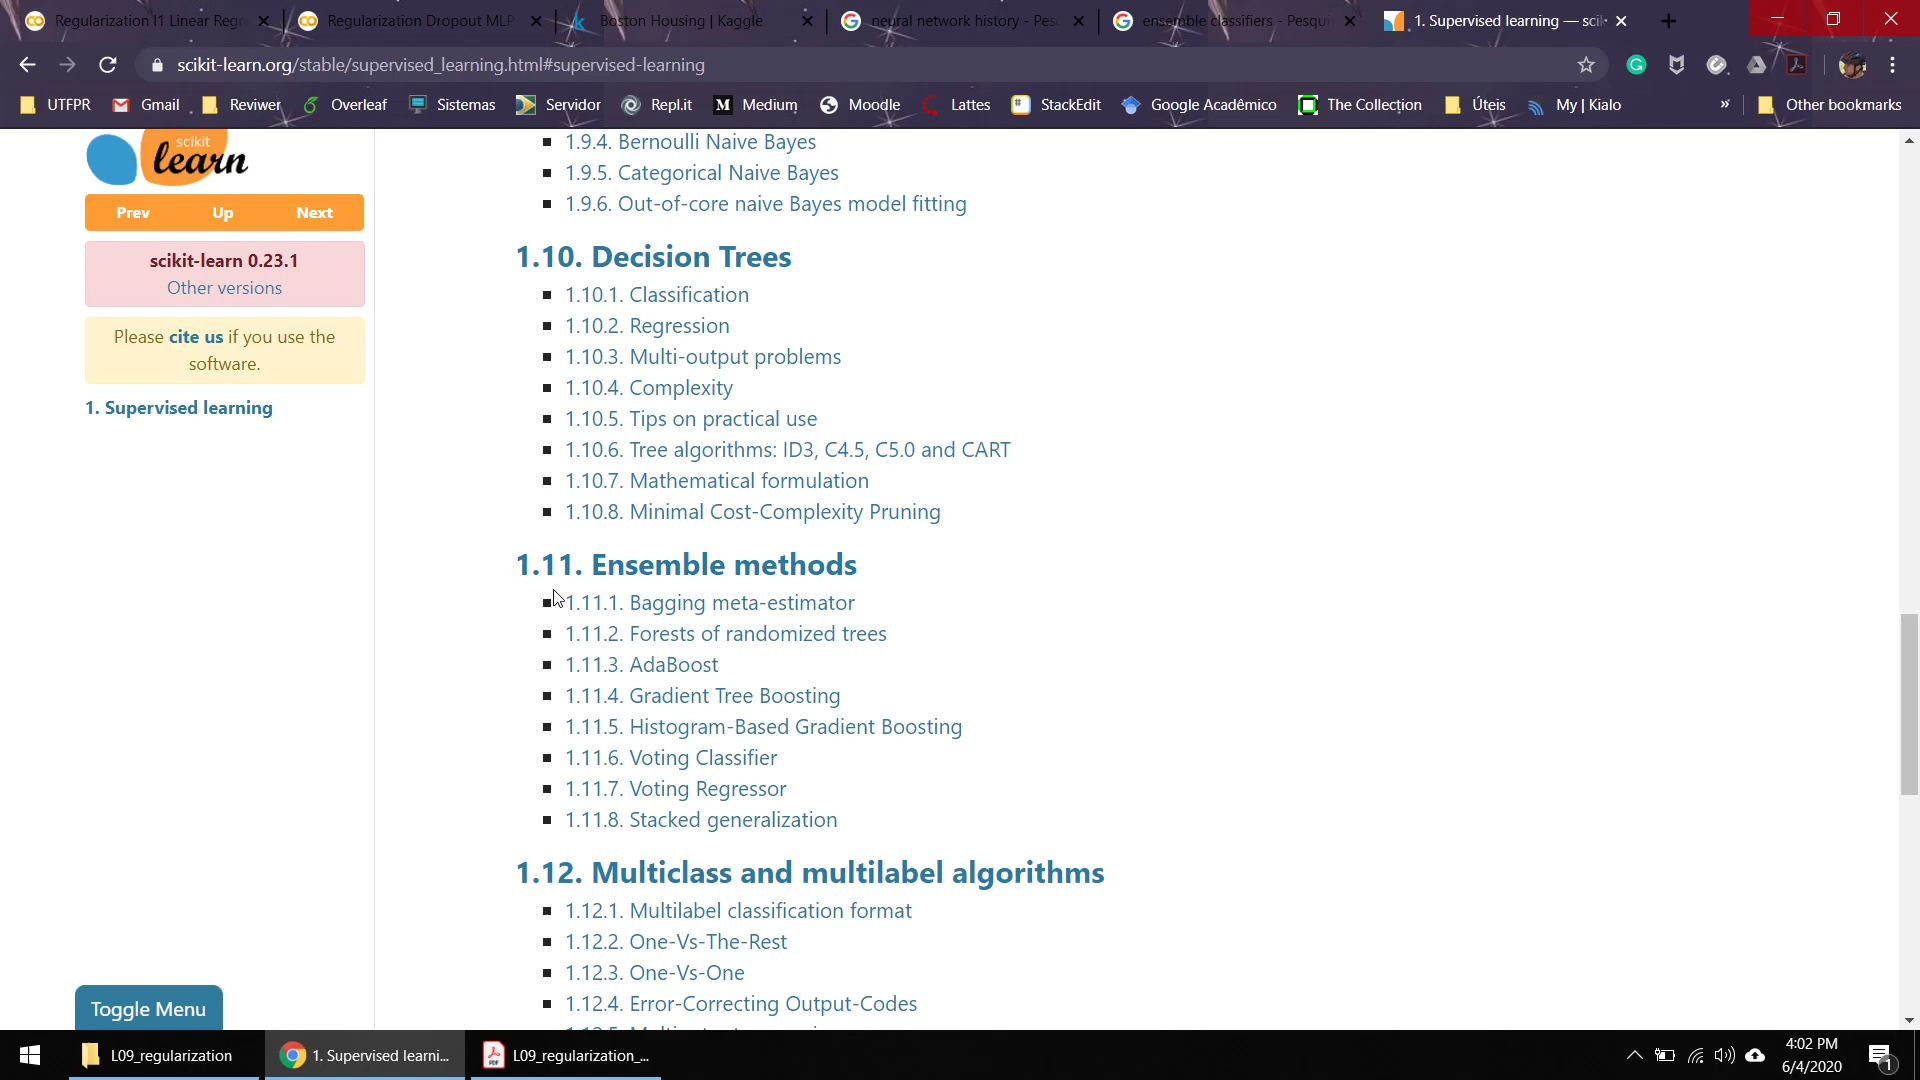 Regularization l1 Linear Regre
Regularization Dropout MLP
Boston Housing | Kaggle
neural network history - Pesc
ensemble classifiers - Pesqui
1. Supervised learning — scik
scikit-learn.org/stable/supervised_learning.html#supervised-learning
UTFPR
Gmail
Reviwer
Overleaf
Sistemas
Servidor
Repl.it
Medium
Moodle
Lattes
StackEdit
Google Acadêmico
The Collection
Úteis
My | Kialo
»
Other bookmarks
scikit
learn
Prev Up Next
scikit-learn 0.23.1
Other versions
Please cite us if you use the
software.
1. Supervised learning
1.9.4. Bernoulli Naive Bayes
1.9.5. Categorical Naive Bayes
1.9.6. Out-of-core naive Bayes model fitting
1.10. Decision Trees
1.10.1. Classification
1.10.2. Regression
1.10.3. Multi-output problems
1.10.4. Complexity
1.10.5. Tips on practical use
1.10.6. Tree algorithms: ID3, C4.5, C5.0 and CART
1.10.7. Mathematical formulation
1.10.8. Minimal Cost-Complexity Pruning
1.11. Ensemble methods
1.11.1. Bagging meta-estimator
1.11.2. Forests of randomized trees
1.11.3. AdaBoost
1.11.4. Gradient Tree Boosting
1.11.5. Histogram-Based Gradient Boosting
1.11.6. Voting Classifier
1.11.7. Voting Regressor
1.11.8. Stacked generalization
1.12. Multiclass and multilabel algorithms
1.12.1. Multilabel classification format
1.12.2. One-Vs-The-Rest
1.12.3. One-Vs-One
1.12.4. Error-Correcting Output-Codes
Toggle Menu
L09_regularization
1. Supervised learni...
L09_regularization_...
4:02 PM
6/4/2020
1